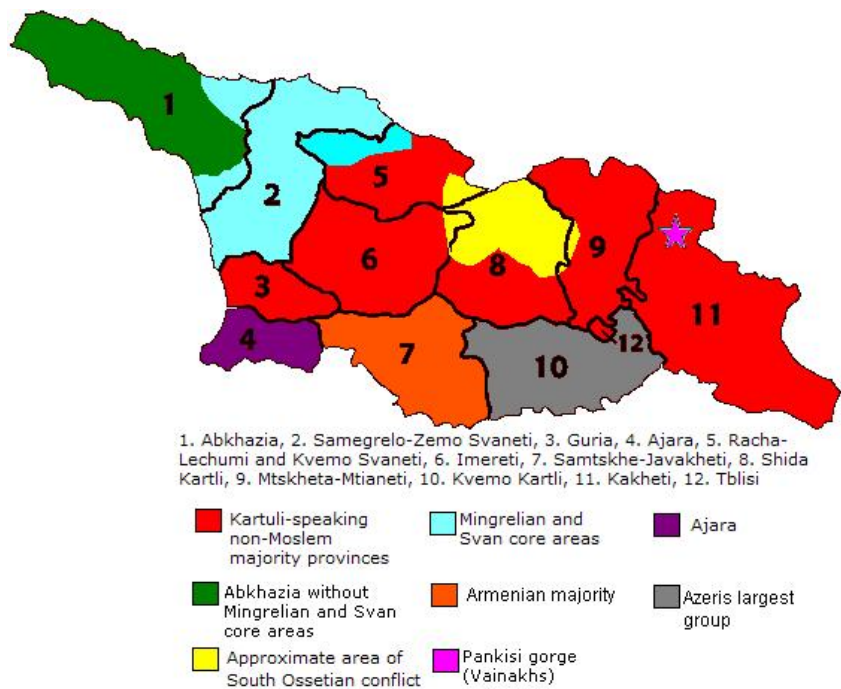 1
2
5
9
6
8
3
11
4
7
10
12
1. Abkhazia, 2. Samegrelo-Zemo Svaneti, 3. Guria, 4. Ajara, 5. Racha-
Lechumi and Kvemo Svaneti, 6. Imereti, 7. Samtskhe-Javakheti, 8. Shida
Kartli, 9. Mtskheta-Mtianeti, 10. Kvemo Kartli, 11. Kakheti, 12. Tblisi
Kartuli-speaking
non-Moslem
majority provinces
Mingrelian and
Svan core areas
Ajara
Abkhazia without
Mingrelian and Svan
core areas
Armenian majority
Azeris largest
group
Approximate area of
South Ossetian conflict
Pankisi gorge
(Vainakhs)